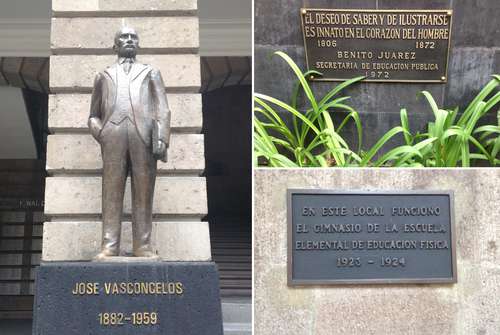 JOSE VASCONCELOS
1882-1959
EL DESEO DE SABER Y DE ILUSTRARSE
ES INNATO EN EL CORAZON DEL HOMBRE
1806 1872
BENITO JUAREZ
SECRETARIA DE EDUCACION PUBLICA
1972
EN ESTE LOCAL FUNCIONO
EL GIMNASIO DE LA ESCUELA
ELEMENTAL DE EDUCACION FISICA
1923 - 1924